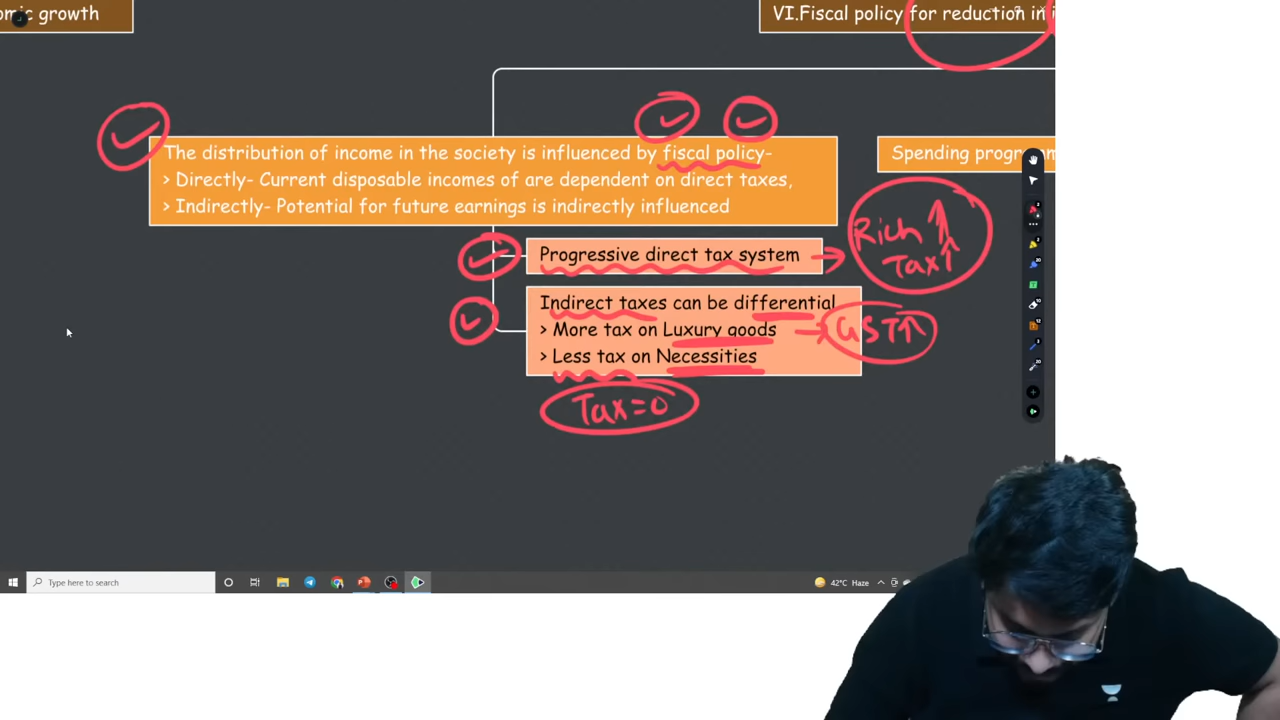 omic growth
VI.Fiscal policy for reduction in i
The distribution of income in the society is influenced by fiscal policy-
> Directly- Current disposable incomes of are dependent on direct taxes,
> Indirectly- Potential for future earnings is indirectly influenced
Spending programm
Rich
Tax
Progressive direct tax system
Indirect taxes can be differential
> More tax on Luxury goods
GST
> Less tax on Necessities
Tax=0
Type here to search
42°C Haze